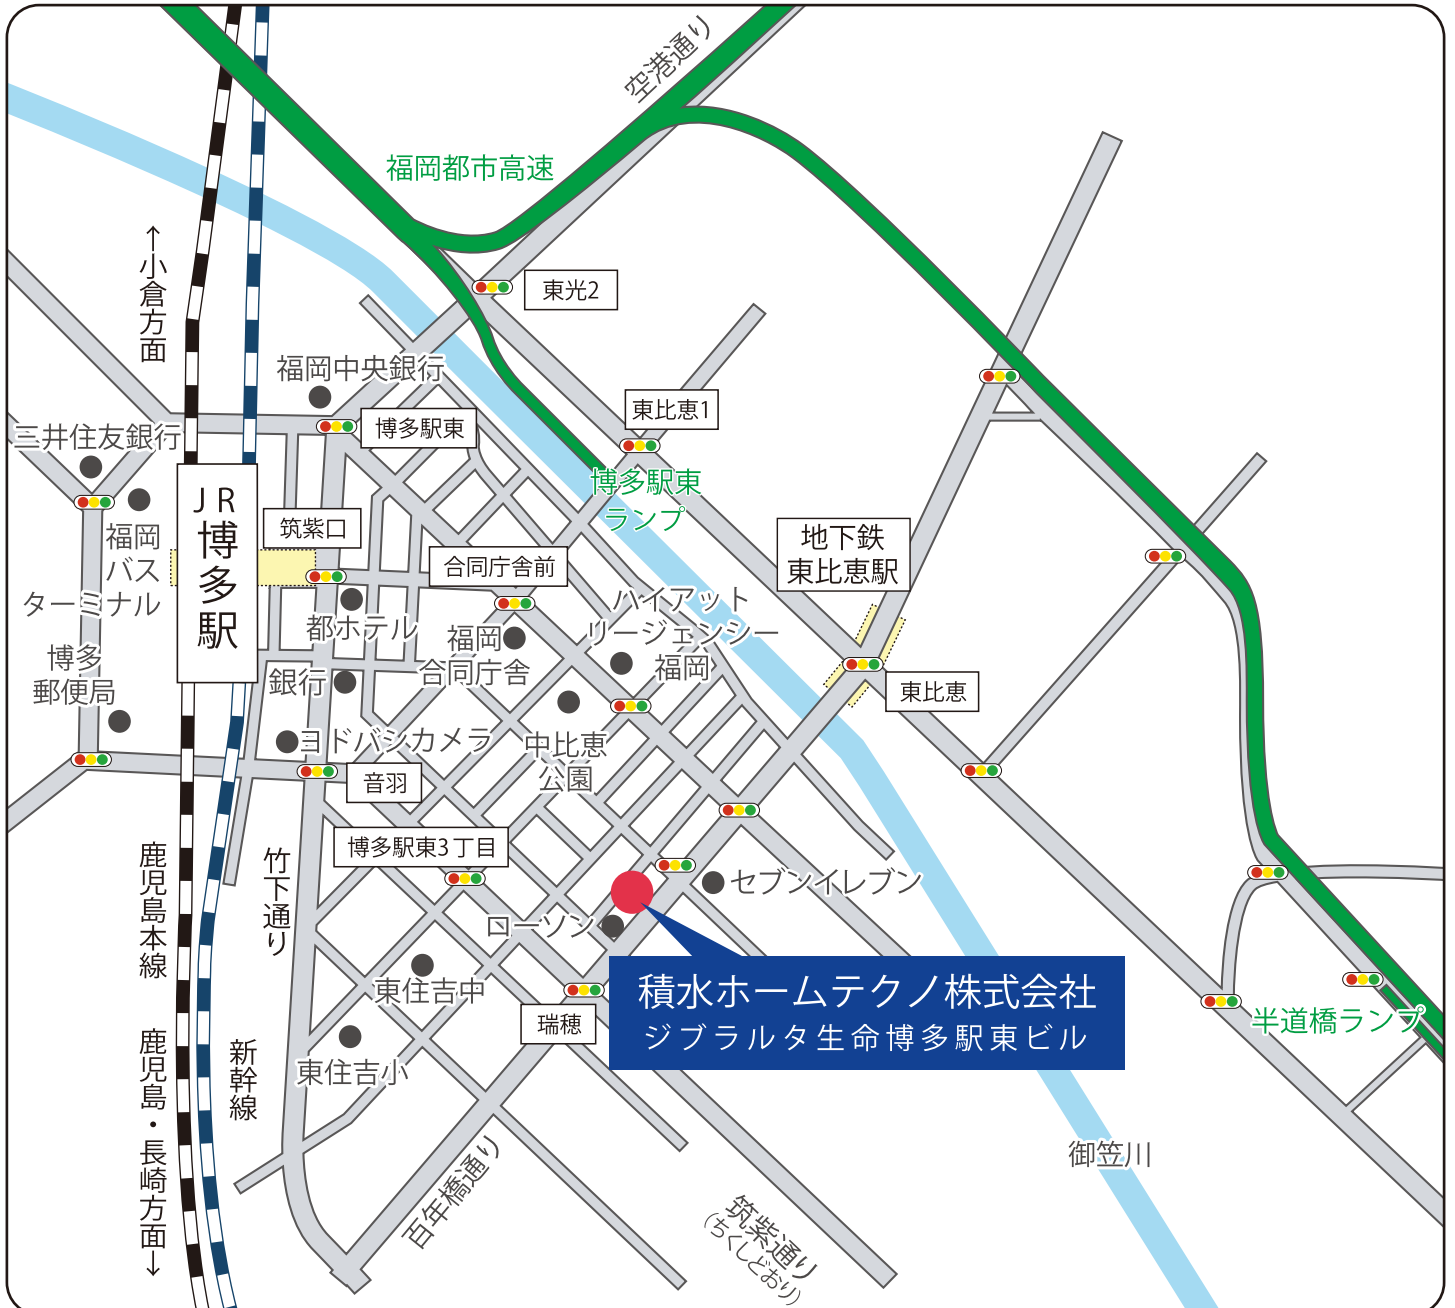 空港通り
福岡都市高速
←小倉方面
東光2
福岡中央銀行
東比恵1
博多駅東
三井住友銀行
博多駅東
ランプ
JR
博多駅
筑紫口
地下鉄
東比恵駅
福岡
バス
ターミナル
合同庁舎前
ハイアット
リージェンシー
福岡
都ホテル
福岡
合同庁舎
博多
郵便局
銀行
東比恵
ヨドバシカメラ
中比恵
公園
音羽
博多駅東3丁目
鹿児島本線
竹下通り
セブンイレブン
ローソン
東住吉中
積水ホームテクノ株式会社
ジブラルタ生命博多駅東ビル
瑞穂
半道橋ランプ
鹿児島・長崎方面→
新幹線
東住吉小
百年橋通り
御笠川
筑紫通り
(ちくしどおり)